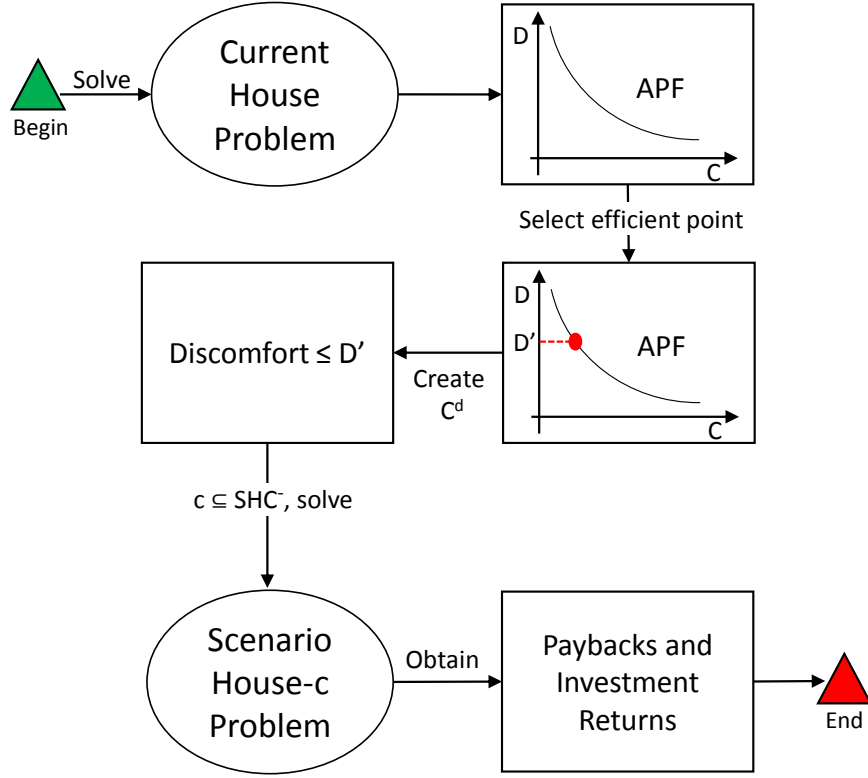 Begin
Solve
Current
House
Problem
D
APF
C
Select efficient point
D
D'
APF
C
Create
Cᵈ
Discomfort ≤ D’
c ⊆ SHC⁻, solve
Scenario
House-c
Problem
Obtain
Paybacks and
Investment
Returns
End